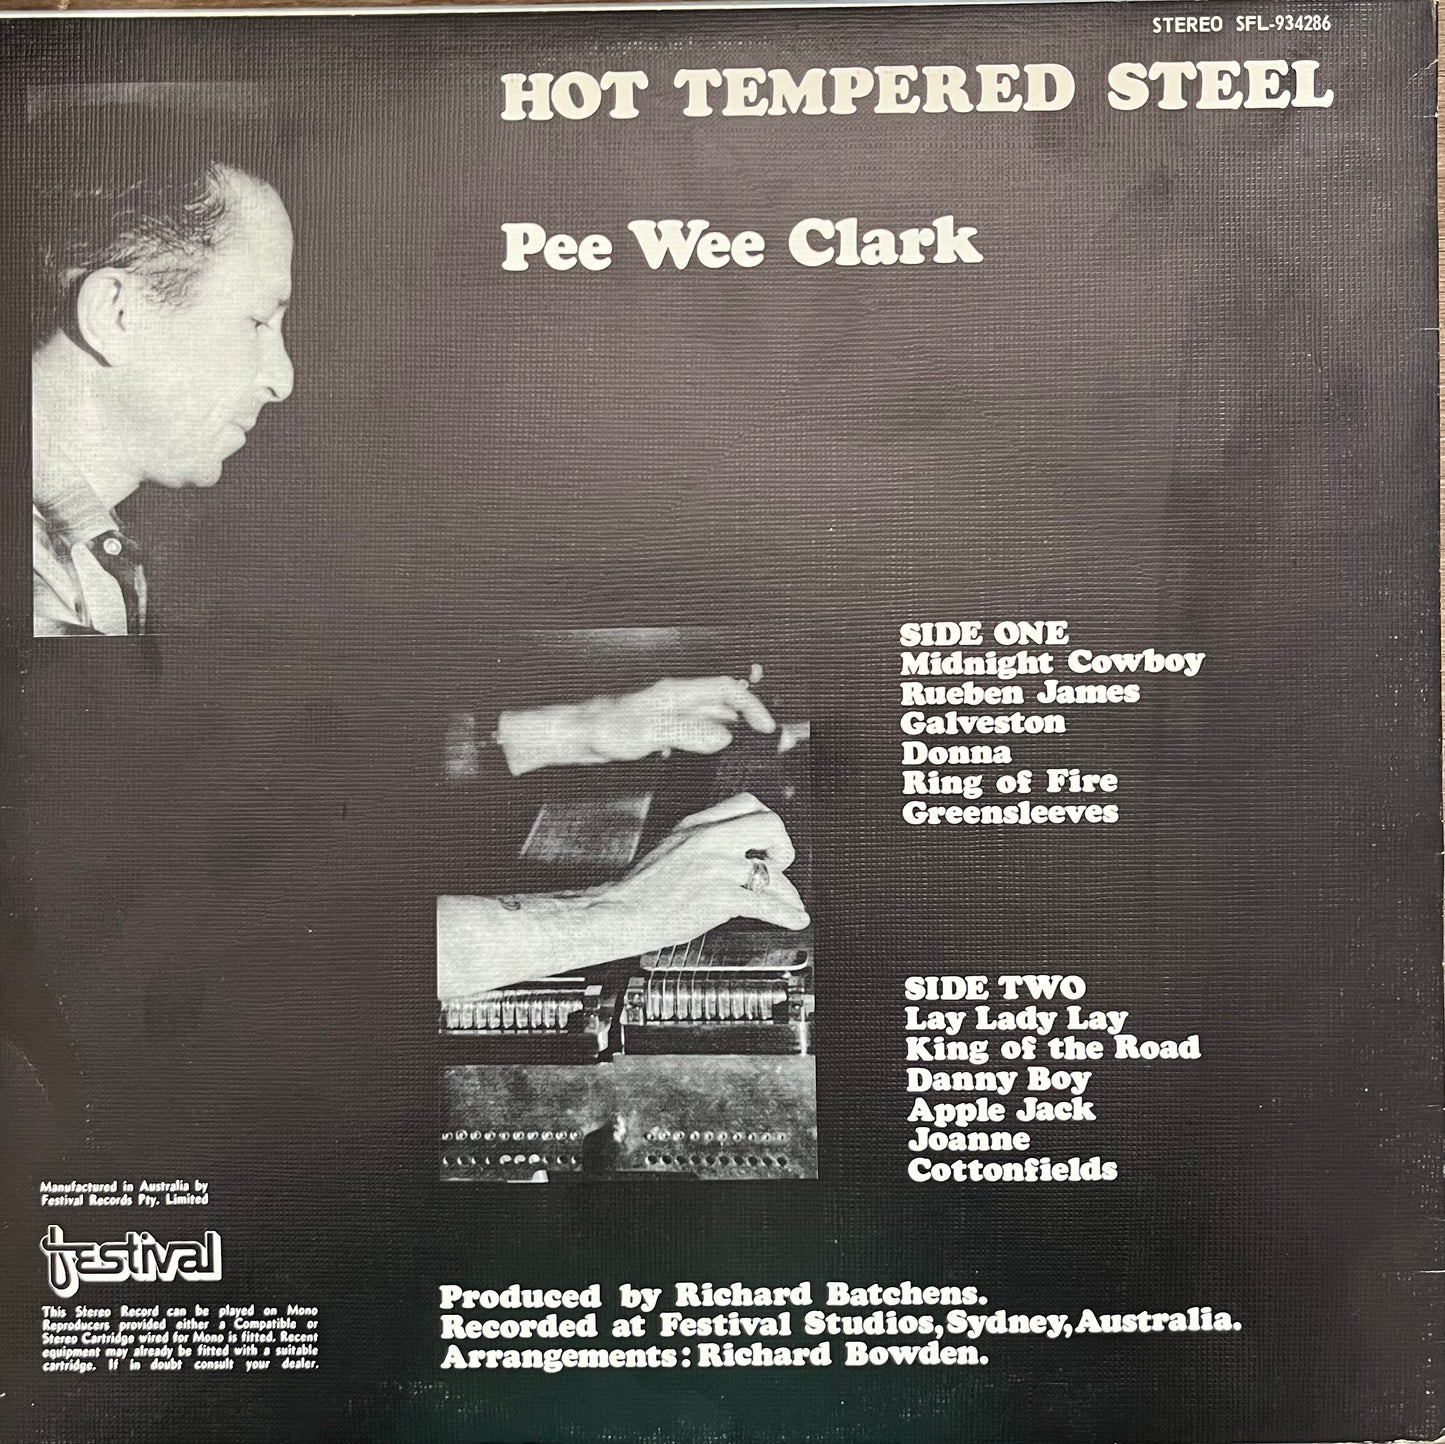 STEREO SFL-934286
HOT TEMPERED STEEL
Pee Wee Clark
SIDE ONE
Midnight Cowboy
Rueben James
Galveston
Donna
Ring of Fire
Greensleeves
SIDE TWO
Lay Lady Lay
King of the Road
Danny Boy
Apple Jack
Joanne
Cottonfields
Manufactured in Australia by
Festival Records Pty. Limited
festival
This Stereo Record can be played on Mono
Reproducers provided either a Compatible or
Stereo Cartridge wired for Mono is fitted. Recent
equipment may already be fitted with a suitable
cartridge. If in doubt consult your dealer.
Produced by Richard Batchens.
Recorded at Festival Studios, Sydney, Australia.
Arrangements: Richard Bowden.